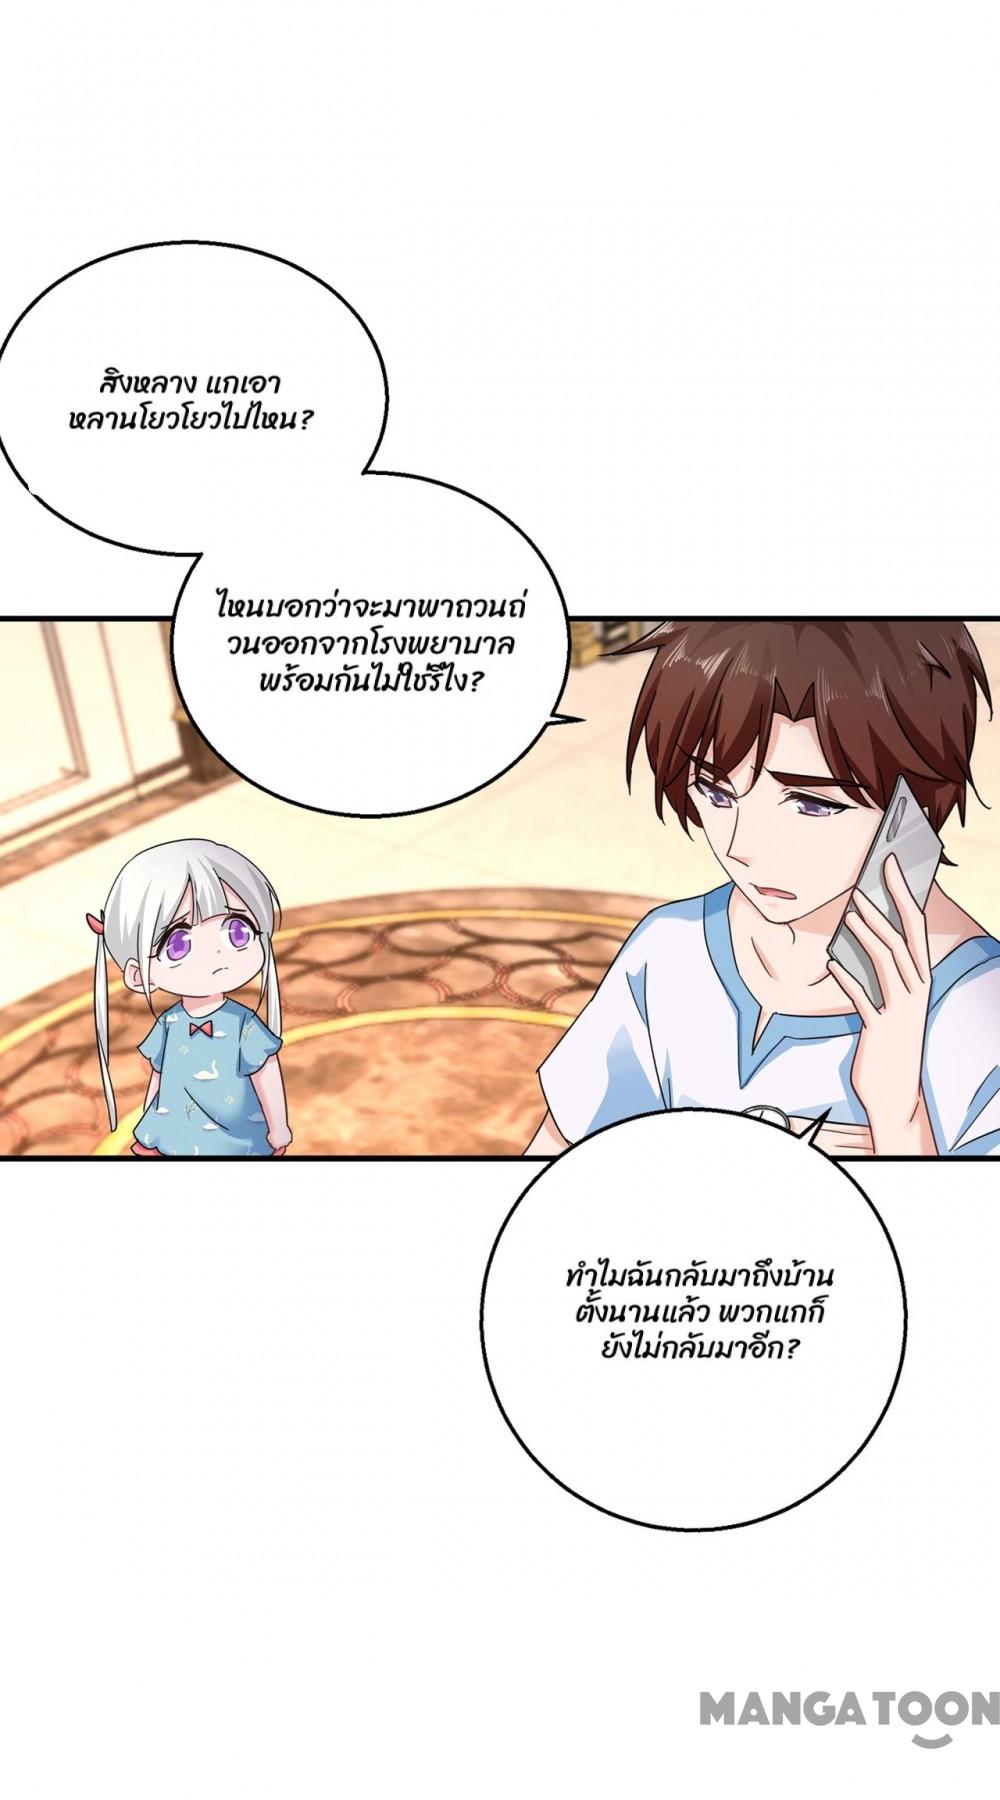 สิงหลาง แกเอา
หลานโยวโยวไปไหน?
ไหนบอกว่าจะมาพาถวนถ่
วนออกจากโรงพยาบาล
พร้อมกันไม่ใช่รึไง?
ทำไมฉันกลับมาถึงบ้าน
ตั้งนานแล้ว พวกแกก็
ยังไม่กลับมาอีก?
MANGATOON